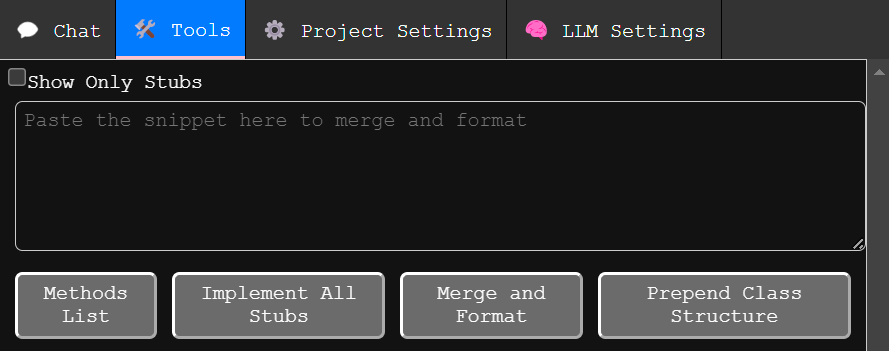 Chat Tools Project Settings LLM Settings
Show Only Stubs
Paste the snippet here to merge and format
Methods List
Implement All Stubs
Merge and Format
Prepend Class Structure